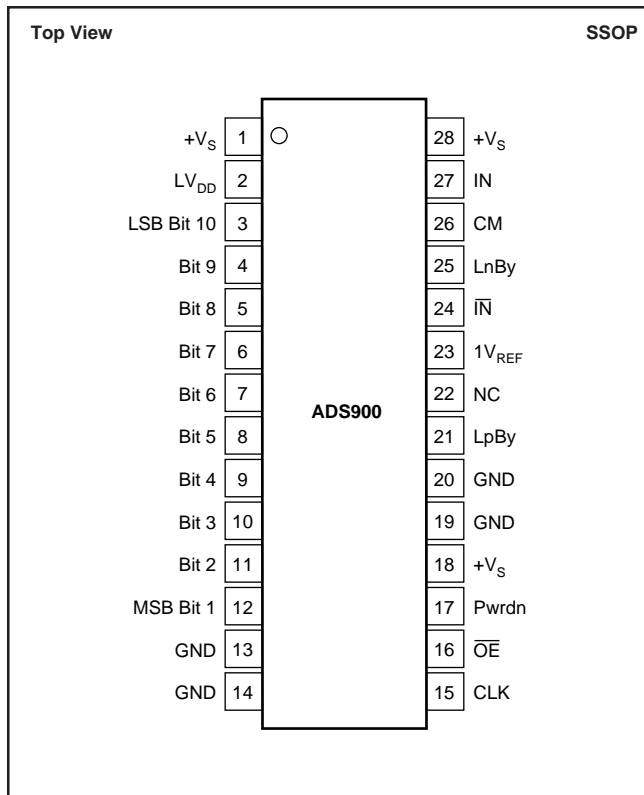 Top View SSOP
+V_S 1 28 +V_S
LV_DD 2 27 IN
LSB Bit 10 3 26 CM
Bit 9 4 25 LnBy
Bit 8 5 24 I̅N̅
Bit 7 6 23 1V_REF
Bit 6 7 22 NC
ADS900
Bit 5 8 21 LpBy
Bit 4 9 20 GND
Bit 3 10 19 GND
Bit 2 11 18 +V_S
MSB Bit 1 12 17 Pwrdn
GND 13 16 O̅E̅
GND 14 15 CLK